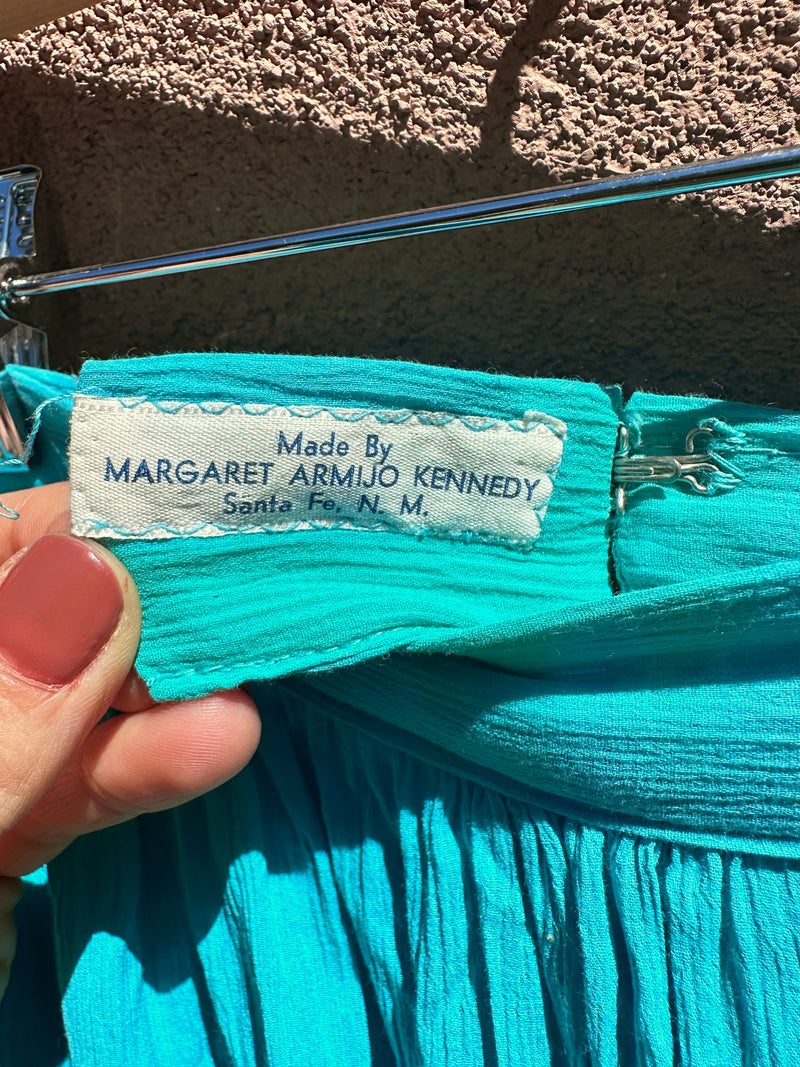 Made By
MARGARET ARMIJO KENNEDY
Santa Fe, N. M.